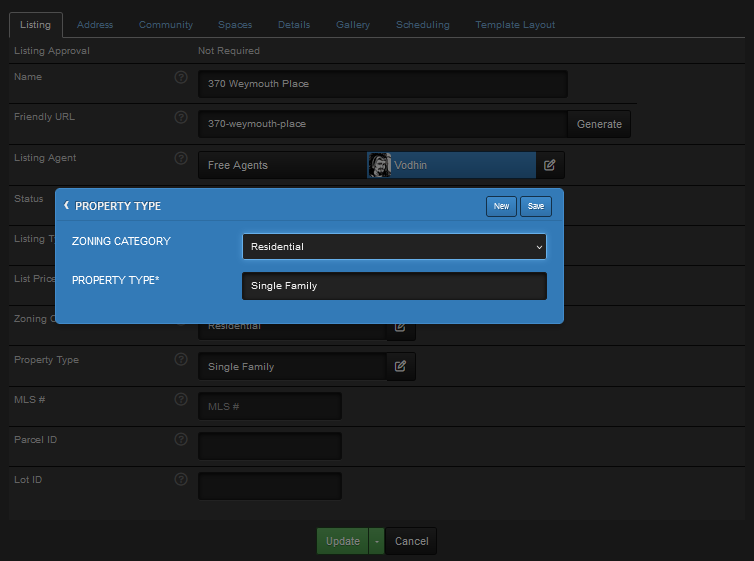 Listing Address Community Spaces Details Gallery Scheduling Template Layout
Listing Approval Not Required
Name ? 370 Weymouth Place
Friendly URL ? 370-weymouth-place Generate
Listing Agent ? Free Agents Vodhin
Status
PROPERTY TYPE New Save
Listing T
ZONING CATEGORY Residential
List Price
PROPERTY TYPE* Single Family
Zoning C Residential
Property Type ? Single Family
MLS # ? MLS #
Parcel ID ?
Lot ID ?
Update Cancel